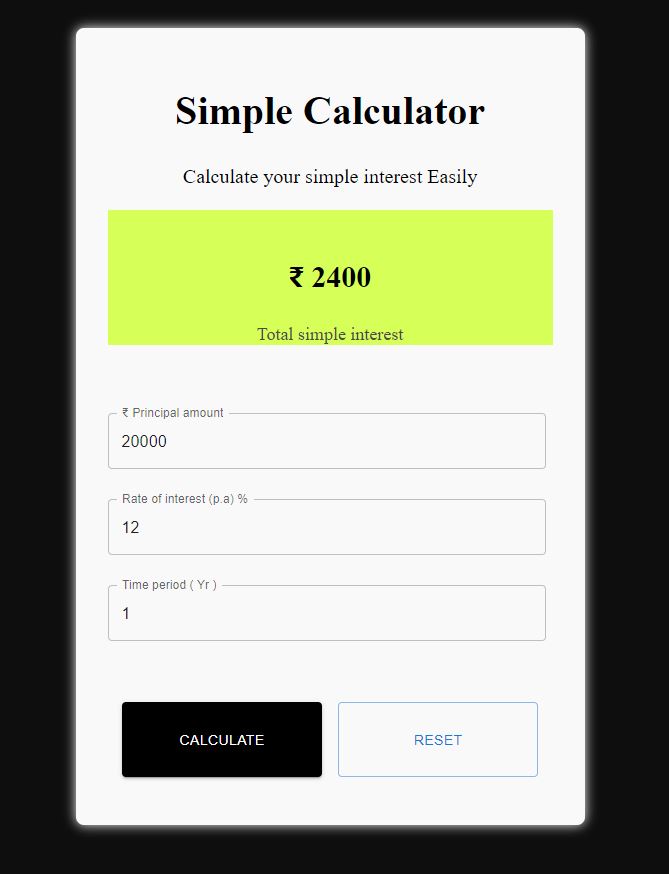 Simple Calculator
Calculate your simple interest Easily
₹ 2400
Total simple interest
₹ Principal amount
20000
Rate of interest (p.a) %
12
Time period ( Yr )
1
CALCULATE
RESET